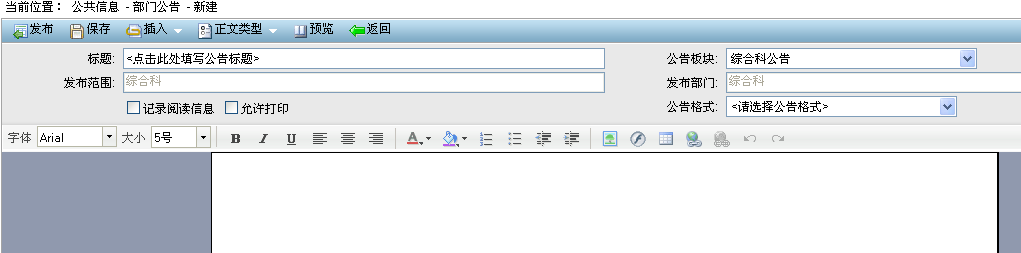 当前位置： 公共信息 - 部门公告 - 新建
发布 保存 插入 正文类型 预览 返回
标题: <点击此处填写公告标题> 公告板块: 综合科公告
发布范围: 综合科 发布部门: 综合科
记录阅读信息 允许打印 公告格式: <请选择公告格式>
字体 Arial 大小 5号 B I U A